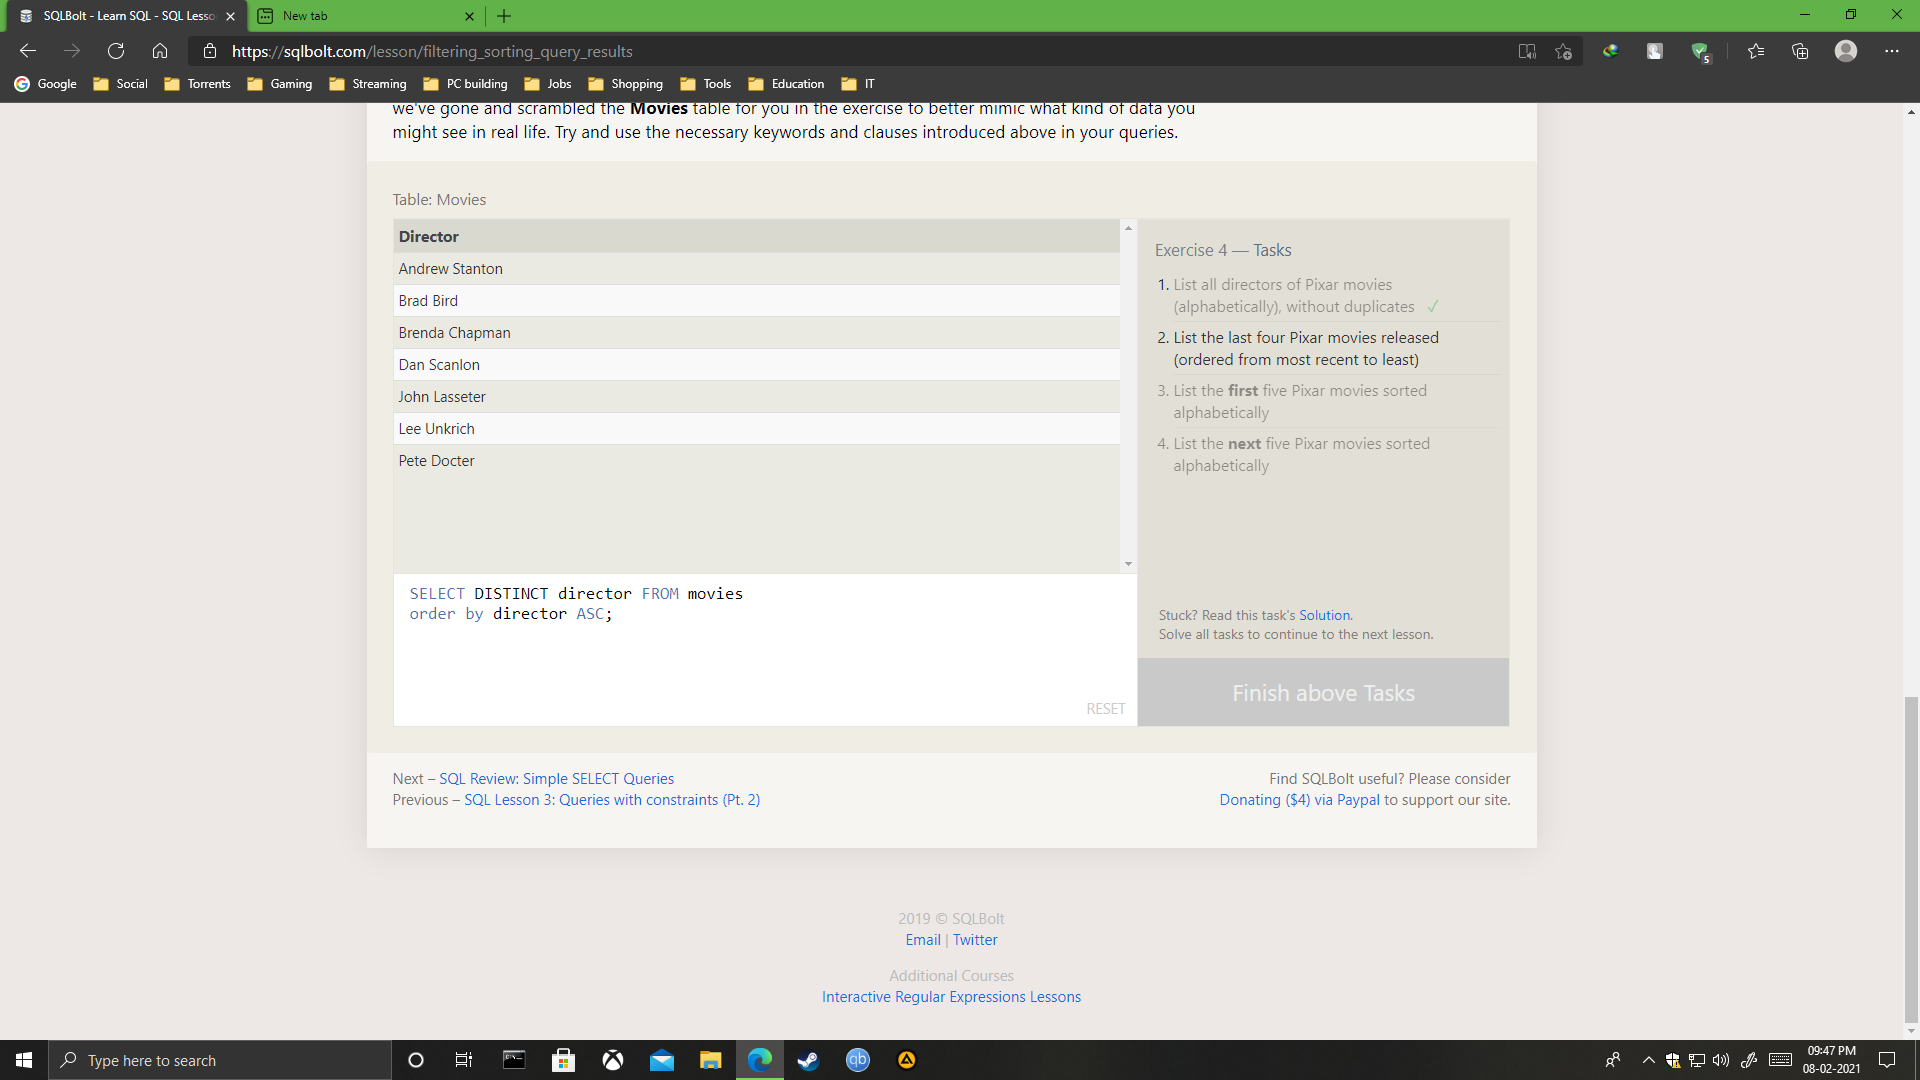 SQLBolt - Learn SQL - SQL Lesso
New tab
https://sqlbolt.com/lesson/filtering_sorting_query_results
5
Google
Social
Torrents
Gaming
Streaming
PC building
Jobs
Shopping
Tools
Education
IT
we've gone and scrambled the Movies table for you in the exercise to better mimic what kind of data you
might see in real life. Try and use the necessary keywords and clauses introduced above in your queries.
Table: Movies
Director
Andrew Stanton
Brad Bird
Brenda Chapman
Dan Scanlon
John Lasseter
Lee Unkrich
Pete Docter
SELECT DISTINCT director FROM movies
order by director ASC;
RESET
Exercise 4 — Tasks
1. List all directors of Pixar movies
(alphabetically), without duplicates ✓
2. List the last four Pixar movies released
(ordered from most recent to least)
3. List the first five Pixar movies sorted
alphabetically
4. List the next five Pixar movies sorted
alphabetically
Stuck? Read this task's Solution.
Solve all tasks to continue to the next lesson.
Finish above Tasks
Next – SQL Review: Simple SELECT Queries
Previous – SQL Lesson 3: Queries with constraints (Pt. 2)
Find SQLBolt useful? Please consider
Donating ($4) via Paypal to support our site.
2019 © SQLBolt
Email | Twitter
Additional Courses
Interactive Regular Expressions Lessons
Type here to search
qb
09:47 PM
08-02-2021